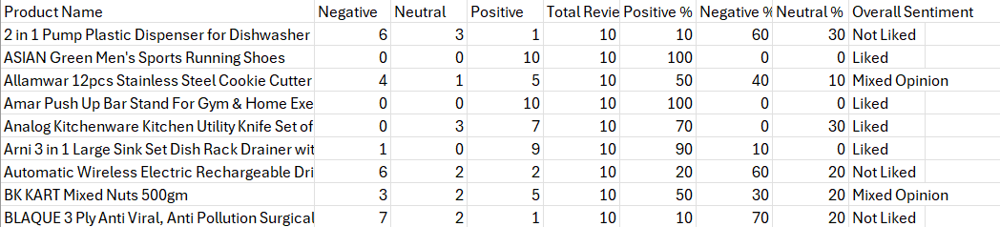 Product Name Negative Neutral Positive Total Revie Positive % Negative % Neutral % Overall Sentiment
2 in 1 Pump Plastic Dispenser for Dishwasher 6 3 1 10 10 60 30 Not Liked
ASIAN Green Men's Sports Running Shoes 0 0 10 10 100 0 0 Liked
Allamwar 12pcs Stainless Steel Cookie Cutter 4 1 5 10 50 40 10 Mixed Opinion
Amar Push Up Bar Stand For Gym & Home Exe 0 0 10 10 100 0 0 Liked
Analog Kitchenware Kitchen Utility Knife Set of 0 3 7 10 70 0 30 Liked
Arni 3 in 1 Large Sink Set Dish Rack Drainer wit 1 0 9 10 90 10 0 Liked
Automatic Wireless Electric Rechargeable Dri 6 2 2 10 20 60 20 Not Liked
BK KART Mixed Nuts 500gm 3 2 5 10 50 30 20 Mixed Opinion
BLAQUE 3 Ply Anti Viral, Anti Pollution Surgical 7 2 1 10 10 70 20 Not Liked